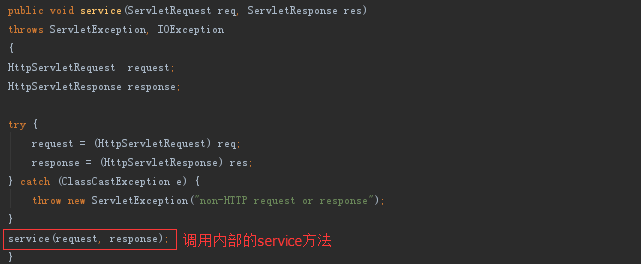 public void service(ServletRequest req, ServletResponse res)
throws ServletException, IOException
{
HttpServletRequest  request;
HttpServletResponse response;
try {
request = (HttpServletRequest) req;
response = (HttpServletResponse) res;
} catch (ClassCastException e) {
throw new ServletException("non-HTTP request or response");
}
service(request, response); 调用内部的service方法
}